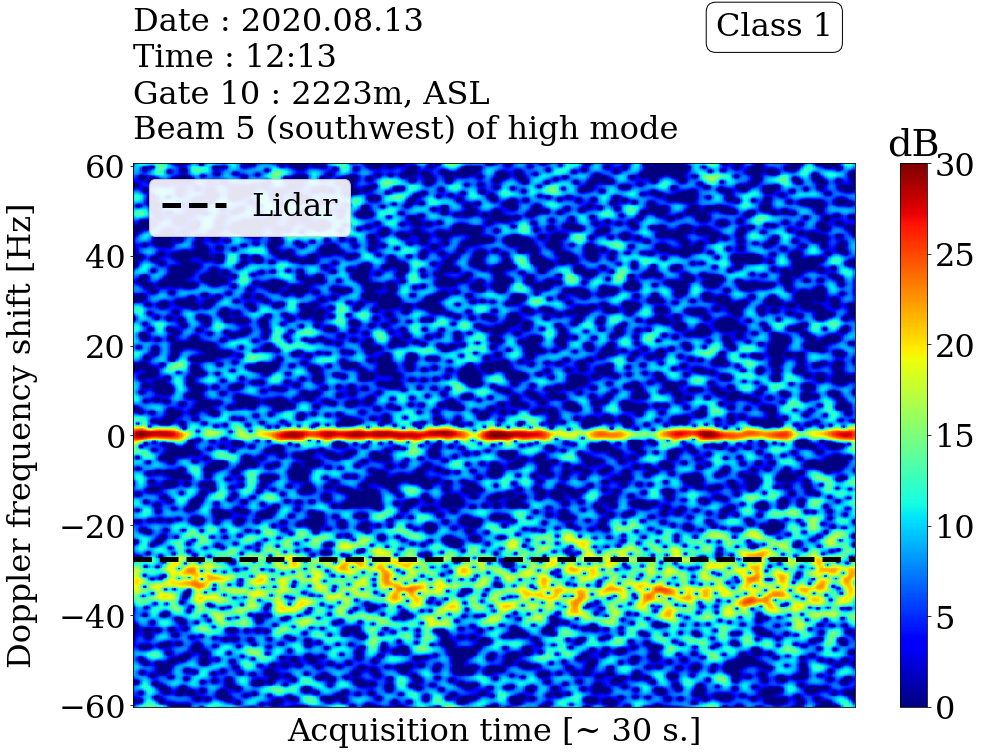 Date : 2020.08.13
Class 1
Time : 12:13
Gate 10 : 2223m, ASL
Beam 5 (southwest) of high mode
dB
Lidar
Doppler frequency shift [Hz]
60
40
20
0
−20
−40
−60
30
25
20
15
10
5
0
Acquisition time [~ 30 s.]